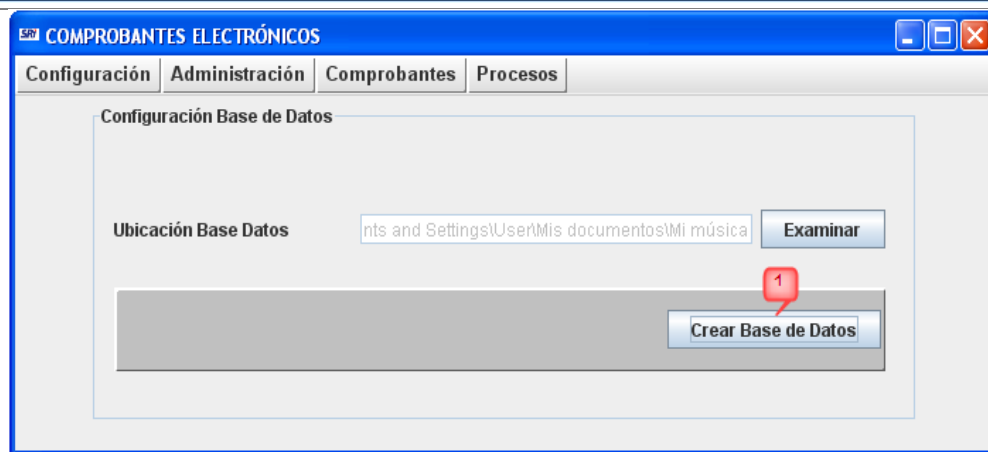 SRI COMPROBANTES ELECTRÓNICOS
Configuración Administración Comprobantes Procesos
Configuración Base de Datos
Ubicación Base Datos nts and Settings\User\Mis documentos\Mi música Examinar
1
Crear Base de Datos